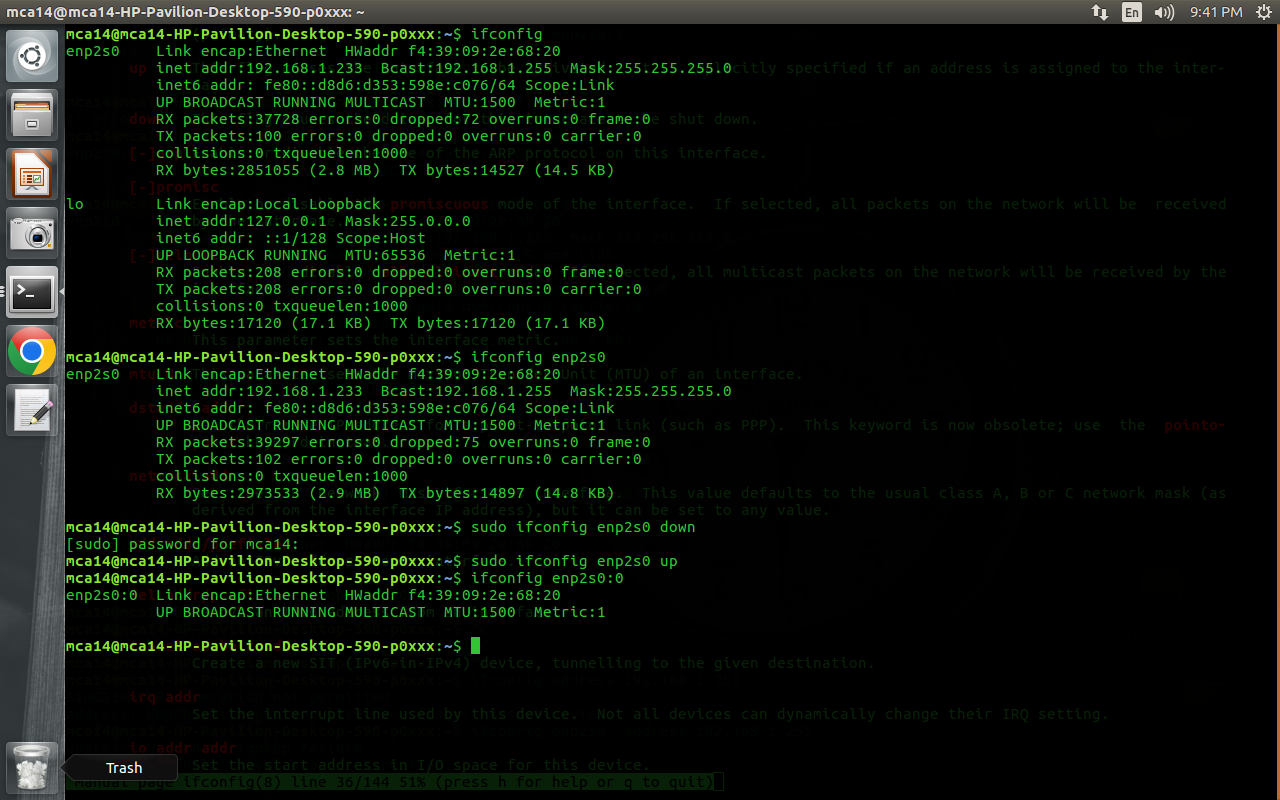 mca14@mca14-HP-Pavilion-Desktop-590-p0xxx: ~
En
9:41 PM
mca14@mca14-HP-Pavilion-Desktop-590-p0xxx:~$ ifconfig
enp2s0    Link encap:Ethernet  HWaddr f4:39:09:2e:68:20
          inet addr:192.168.1.233  Bcast:192.168.1.255  Mask:255.255.255.0
          inet6 addr: fe80::d8d6:d353:598e:c076/64 Scope:Link
          UP BROADCAST RUNNING MULTICAST  MTU:1500  Metric:1
          RX packets:37728 errors:0 dropped:72 overruns:0 frame:0
          TX packets:100 errors:0 dropped:0 overruns:0 carrier:0
          collisions:0 txqueuelen:1000
          RX bytes:2851055 (2.8 MB)  TX bytes:14527 (14.5 KB)
lo        Link encap:Local Loopback
          inet addr:127.0.0.1  Mask:255.0.0.0
          inet6 addr: ::1/128 Scope:Host
          UP LOOPBACK RUNNING  MTU:65536  Metric:1
          RX packets:208 errors:0 dropped:0 overruns:0 frame:0
          TX packets:208 errors:0 dropped:0 overruns:0 carrier:0
          collisions:0 txqueuelen:1000
          RX bytes:17120 (17.1 KB)  TX bytes:17120 (17.1 KB)
This parameter sets the interface metric.
mca14@mca14-HP-Pavilion-Desktop-590-p0xxx:~$ ifconfig enp2s0
enp2s0    Link encap:Ethernet  HWaddr f4:39:09:2e:68:20
          inet addr:192.168.1.233  Bcast:192.168.1.255  Mask:255.255.255.0
          inet6 addr: fe80::d8d6:d353:598e:c076/64 Scope:Link
          UP BROADCAST RUNNING MULTICAST  MTU:1500  Metric:1
          RX packets:39297 errors:0 dropped:75 overruns:0 frame:0
          TX packets:102 errors:0 dropped:0 overruns:0 carrier:0
          collisions:0 txqueuelen:1000
          RX bytes:2973533 (2.9 MB)  TX bytes:14897 (14.8 KB)
derived from the interface IP address), but it can be set to any value.
mca14@mca14-HP-Pavilion-Desktop-590-p0xxx:~$ sudo ifconfig enp2s0 down
[sudo] password for mca14:
mca14@mca14-HP-Pavilion-Desktop-590-p0xxx:~$ sudo ifconfig enp2s0 up
mca14@mca14-HP-Pavilion-Desktop-590-p0xxx:~$ ifconfig enp2s0:0
enp2s0:0  Link encap:Ethernet  HWaddr f4:39:09:2e:68:20
          UP BROADCAST RUNNING MULTICAST  MTU:1500  Metric:1
mca14@mca14-HP-Pavilion-Desktop-590-p0xxx:~$
Create a new SIT (IPv6-in-IPv4) device, tunnelling to the given destination.
irq addr
Set the interrupt line used by this device.  Not all devices can dynamically change their IRQ setting.
io_addr addr
Set the start address in I/O space for this device.
Manual page ifconfig(8) line 36/144 51% (press h for help or q to quit)
Trash